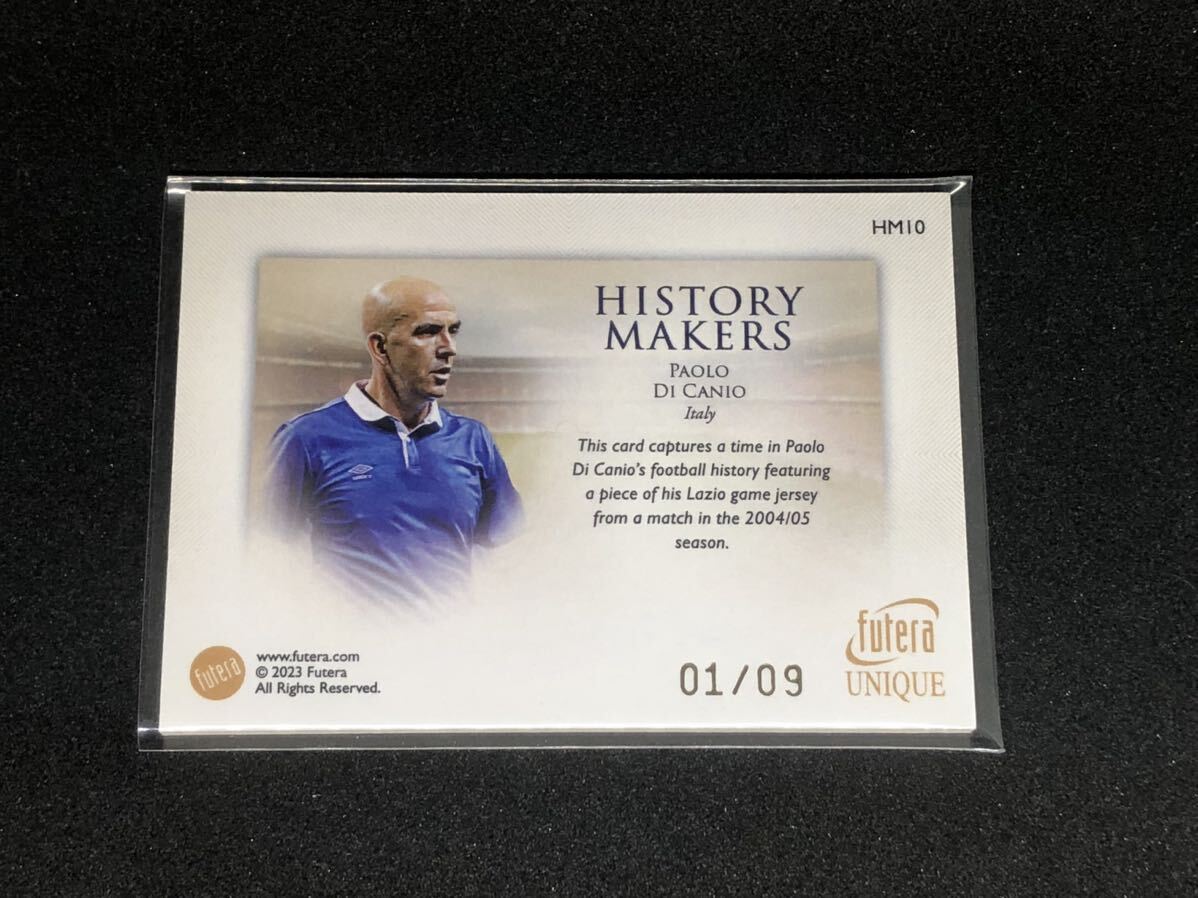 HM10
HISTORY
MAKERS
PAOLO
DI CANIO
Italy
This card captures a time in Paolo
Di Canio's football history featuring
a piece of his Lazio game jersey
from a match in the 2004/05
season.
futera
www.futera.com
© 2023 Futera
All Rights Reserved.
01/09
futera
UNIQUE